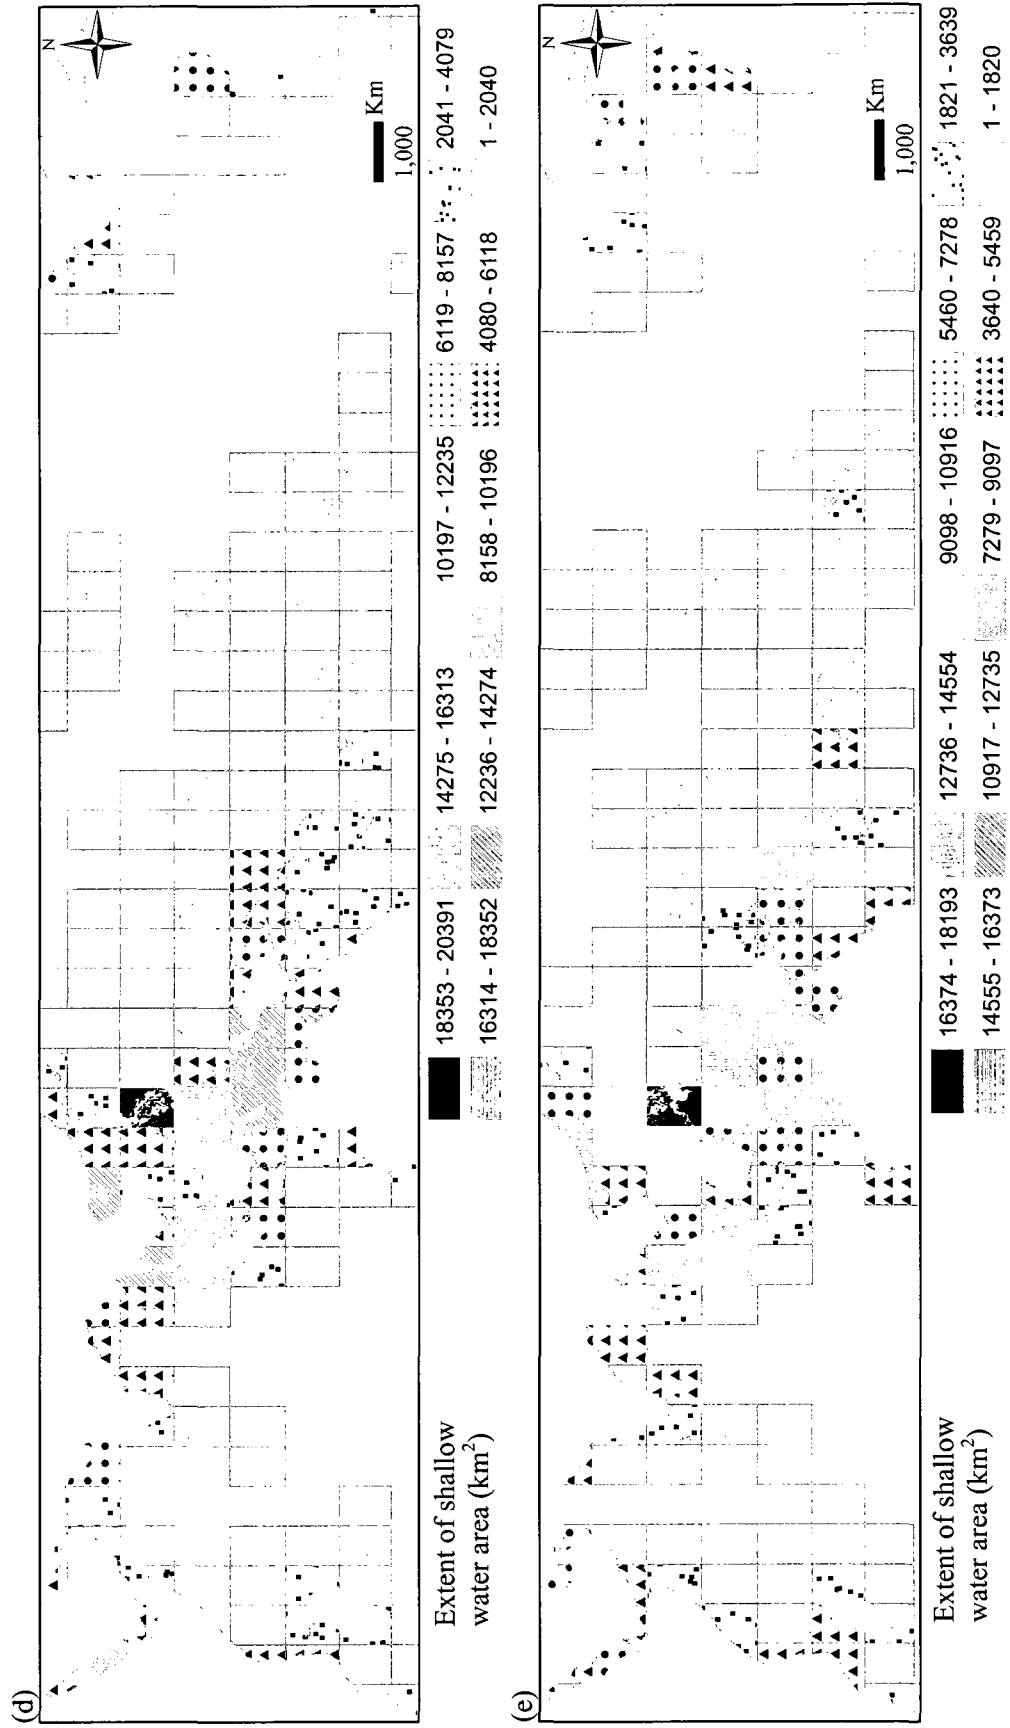 (d)
N
Km
1,000
Extent of shallow
water area (km²)
18353 - 20391 14275 - 16313 10197 - 12235 6119 - 8157 2041 - 4079
16314 - 18352 12236 - 14274 8158 - 10196 4080 - 6118 1 - 2040
(e)
N
Km
1,000
Extent of shallow
water area (km²)
16374 - 18193 12736 - 14554 9098 - 10916 5460 - 7278 1821 - 3639
14555 - 16373 10917 - 12735 7279 - 9097 3640 - 5459 1 - 1820